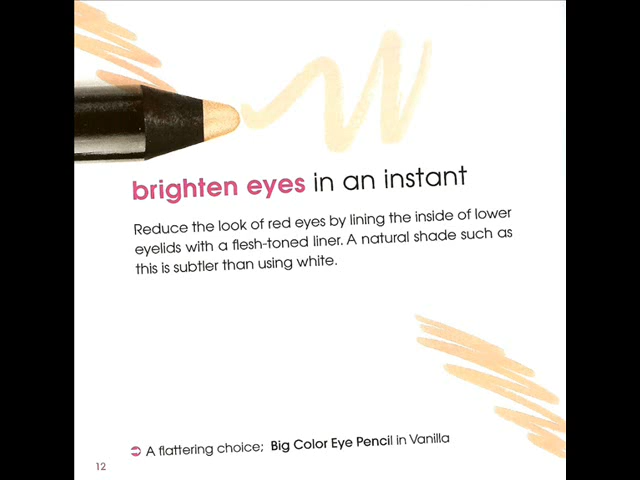 brighten eyes in an instant
Reduce the look of red eyes by lining the inside of lower
eyelids with a flesh-toned liner. A natural shade such as
this is subtler than using white.
A flattering choice; Big Color Eye Pencil in Vanilla
12